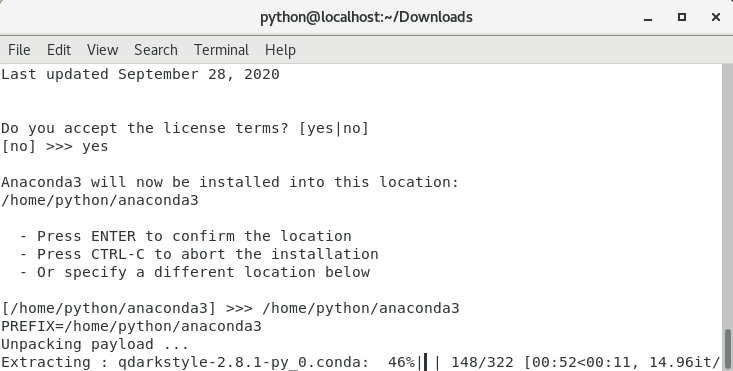 python@localhost:~/Downloads
File Edit View Search Terminal Help
Last updated September 28, 2020
Do you accept the license terms? [yes|no]
[no] >>> yes
Anaconda3 will now be installed into this location:
/home/python/anaconda3
- Press ENTER to confirm the location
- Press CTRL-C to abort the installation
- Or specify a different location below
[/home/python/anaconda3] >>> /home/python/anaconda3
PREFIX=/home/python/anaconda3
Unpacking payload ...
Extracting : qdarkstyle-2.8.1-py_0.conda:  46%|▌ | 148/322 [00:52<00:11, 14.96it/